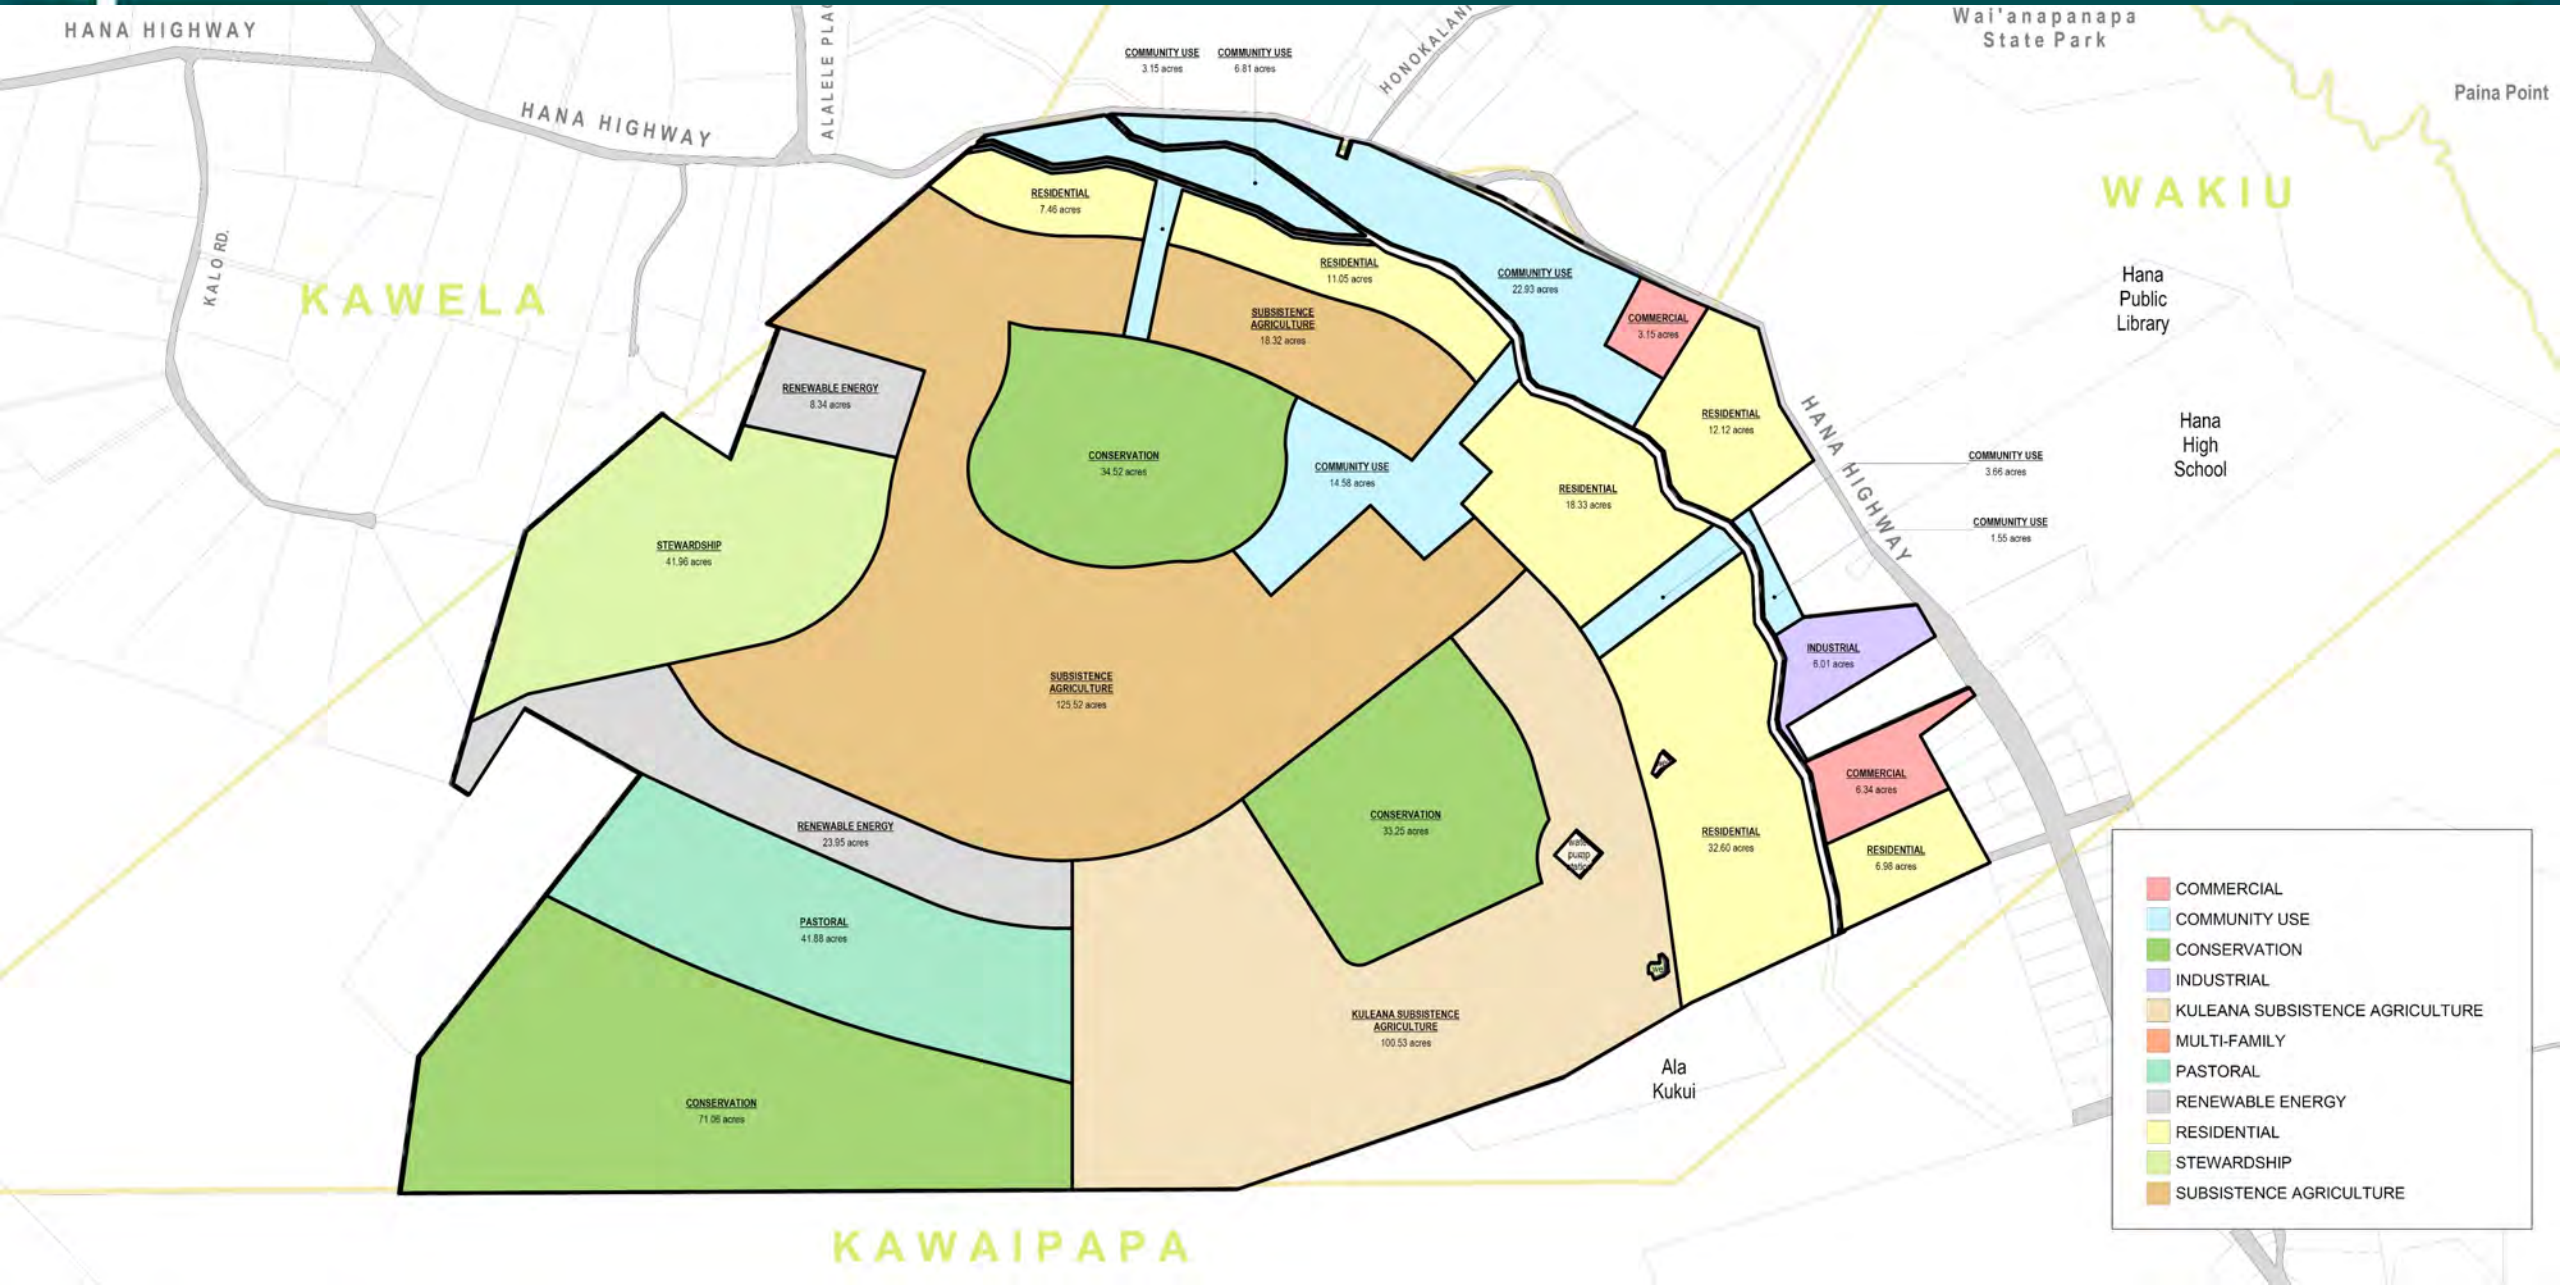 HANA HIGHWAY
HANA HIGHWAY
ALALELE PLAC
KALO RD.
KAWELA
COMMUNITY USE
3.15 acres
COMMUNITY USE
6.81 acres
HONOKALANI
Wai'anapanapa
State Park
Paina Point
WAKIU
Hana
Public
Library
Hana
High
School
RESIDENTIAL
7.46 acres
RESIDENTIAL
11.05 acres
COMMUNITY USE
22.93 acres
SUBSISTENCE
AGRICULTURE
18.32 acres
COMMERCIAL
3.15 acres
RENEWABLE ENERGY
8.34 acres
RESIDENTIAL
12.12 acres
HANA HIGHWAY
CONSERVATION
34.52 acres
COMMUNITY USE
14.58 acres
COMMUNITY USE
3.66 acres
RESIDENTIAL
18.33 acres
COMMUNITY USE
1.55 acres
STEWARDSHIP
41.96 acres
INDUSTRIAL
6.01 acres
SUBSISTENCE
AGRICULTURE
125.52 acres
COMMERCIAL
6.34 acres
RENEWABLE ENERGY
23.95 acres
CONSERVATION
33.25 acres
RESIDENTIAL
32.60 acres
water
pump
station
RESIDENTIAL
6.98 acres
PASTORAL
41.88 acres
KULEANA SUBSISTENCE
AGRICULTURE
100.53 acres
Ala
Kukui
CONSERVATION
71.06 acres
KAWAIPAPA
COMMERCIAL
COMMUNITY USE
CONSERVATION
INDUSTRIAL
KULEANA SUBSISTENCE AGRICULTURE
MULTI-FAMILY
PASTORAL
RENEWABLE ENERGY
RESIDENTIAL
STEWARDSHIP
SUBSISTENCE AGRICULTURE